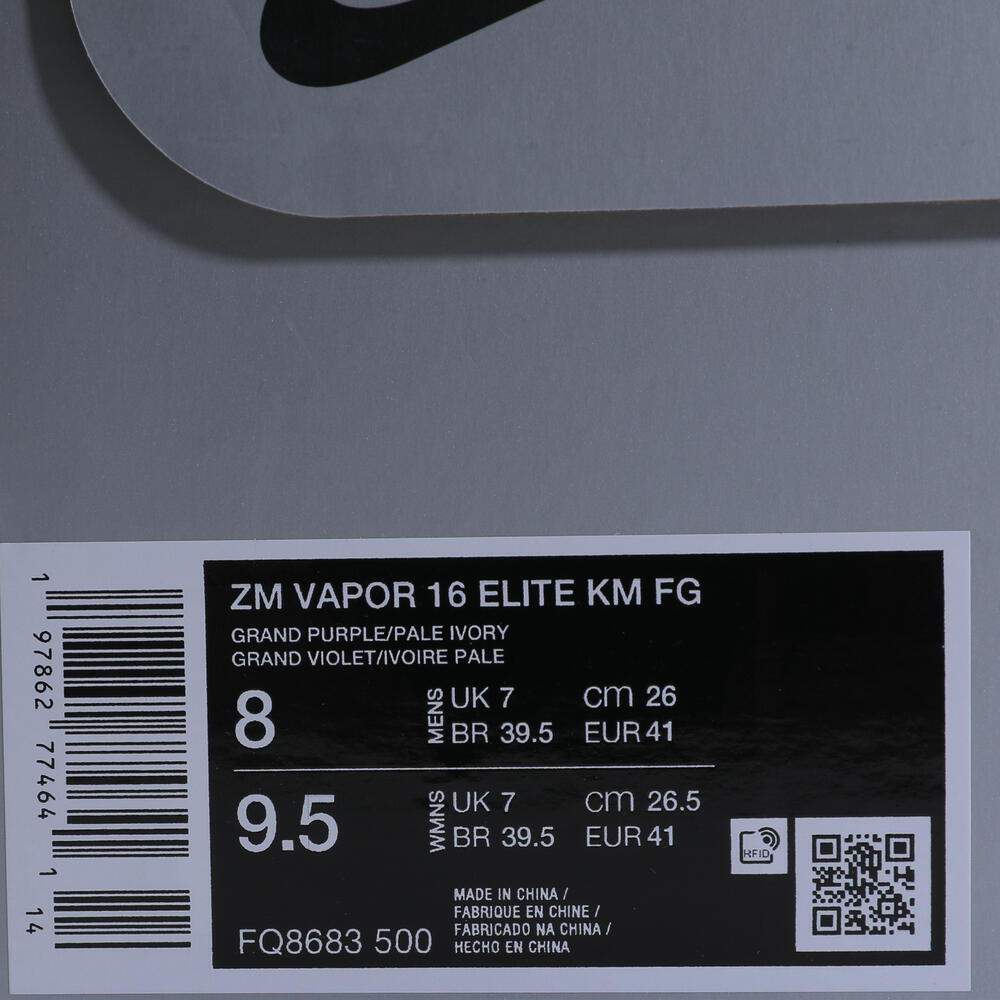 ZM VAPOR 16 ELITE KM FG
GRAND PURPLE/PALE IVORY
GRAND VIOLET/IVOIRE PALE
8
MENS
UK 7 cm 26
BR 39.5 EUR 41
9.5
WMNS
UK 7 cm 26.5
BR 39.5 EUR 41
RFID
MADE IN CHINA /
FABRIQUE EN CHINE /
FABRICADO NA CHINA /
HECHO EN CHINA
FQ8683 500
1 97862 77464 1 14